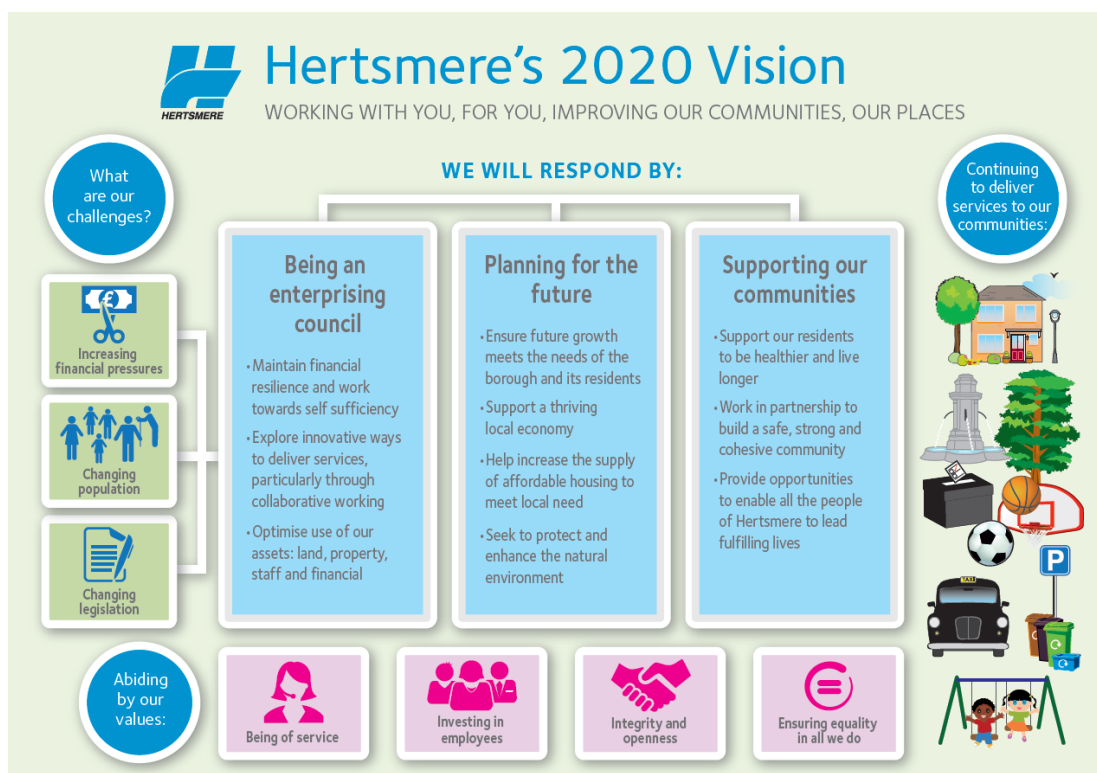 Hertsmere's 2020 Vision
HERTSMERE
WORKING WITH YOU, FOR YOU, IMPROVING OUR COMMUNITIES, OUR PLACES
What
are our
challenges?
WE WILL RESPOND BY:
Continuing
to deliver
services to our
communities:
£
Increasing
financial pressures
Changing
population
Changing
legislation
Being an
enterprising
council
•Maintain financial
resilience and work
towards self sufficiency
•Explore innovative ways
to deliver services,
particularly through
collaborative working
•Optimise use of our
assets: land, property,
staff and financial
Planning for the
future
•Ensure future growth
meets the needs of the
borough and its residents
•Support a thriving
local economy
•Help increase the supply
of affordable housing to
meet local need
•Seek to protect and
enhance the natural
environment
Supporting our
communities
•Support our residents
to be healthier and live
longer
•Work in partnership to
build a safe, strong and
cohesive community
•Provide opportunities
to enable all the people
of Hertsmere to lead
fulfilling lives
P
TAXI
Abiding
by our
values:
Being of service
Investing in
employees
Integrity and
openness
Ensuring equality
in all we do